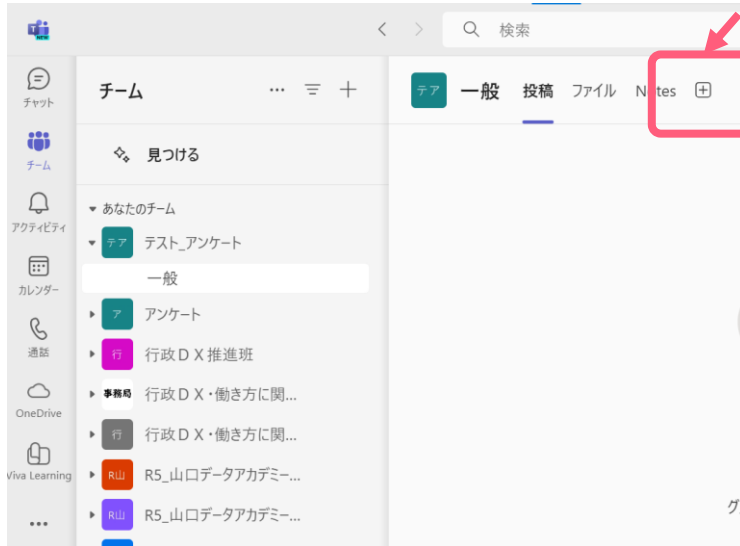 NEW
検索
チャット
チーム
アクティビティ
カレンダー
通話
OneDrive
Viva Learning
チーム
見つける
あなたのチーム
テア テスト_アンケート
一般
ア アンケート
行 行政DX推進班
事務局 行政DX・働き方に関...
行 行政DX・働き方に関...
R山 R5_山口データアカデミー...
R山 R5_山口データアカデミー...
テア 一般 投稿 ファイル Notes
グ